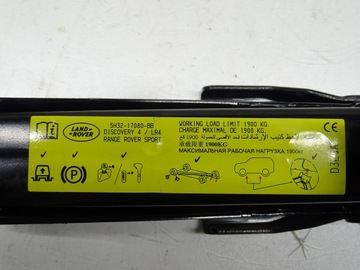 LAND ROVER
5H32-17080-BB
DISCOVERY 4 / LR4
RANGE ROVER SPORT
WORKING LOAD LIMIT 1900 KG.
CHARGE MAXIMAL DE 1900 KG.
1900
承载限重 1900KG
МАКСИМАЛЬНАЯ РАБОЧАЯ НАГРУЗКА 1900кг
CE
P